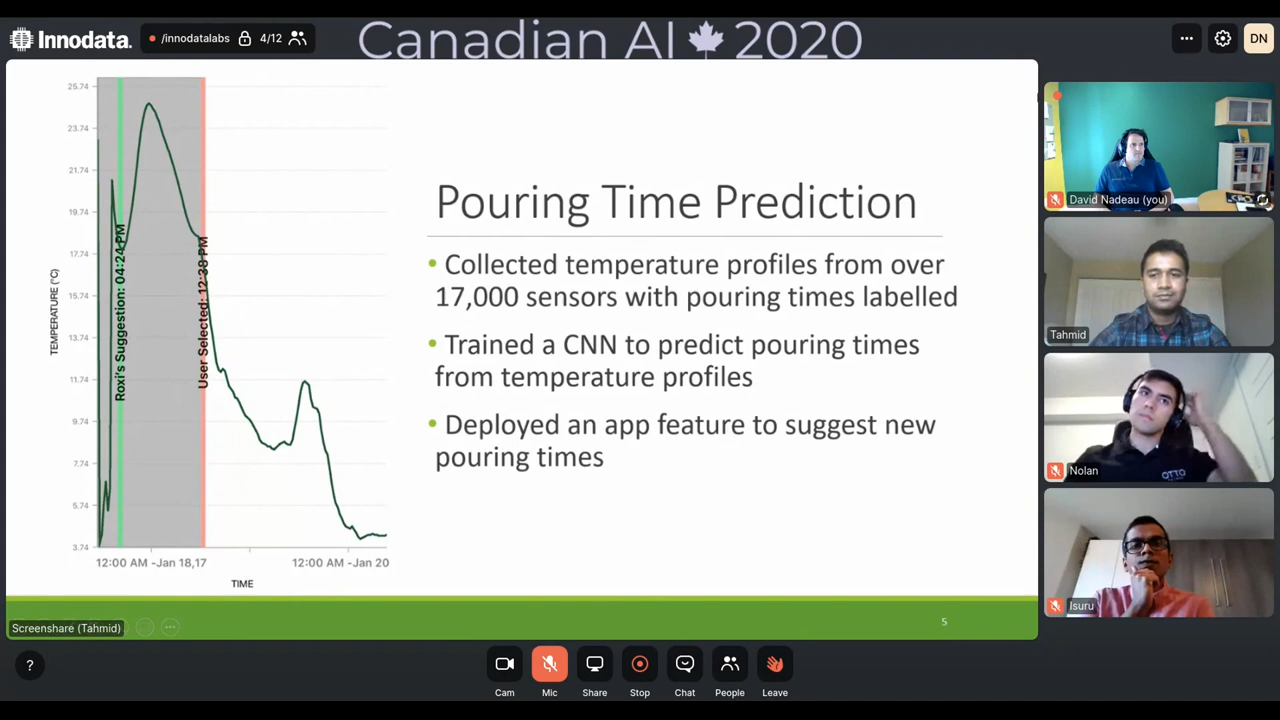 Innodata.
/innodatalabs
4/12
Canadian AI 2020
DN
25.74
23.74
21.74
19.74
17.74
15.74
13.74
11.74
9.74
7.74
5.74
3.74
TEMPERATURE (°C)
Roxi's Suggestion: 04:24 PM
User Selected: 12:38 PM
12:00 AM -Jan 18,17
12:00 AM -Jan 20
TIME
Pouring Time Prediction
• Collected temperature profiles from over
17,000 sensors with pouring times labelled
• Trained a CNN to predict pouring times
from temperature profiles
• Deployed an app feature to suggest new
pouring times
5
Screenshare (Tahmid)
David Nadeau (you)
Tahmid
OTTO
Nolan
Isuru
?
Cam
Mic
Share
Stop
Chat
People
Leave